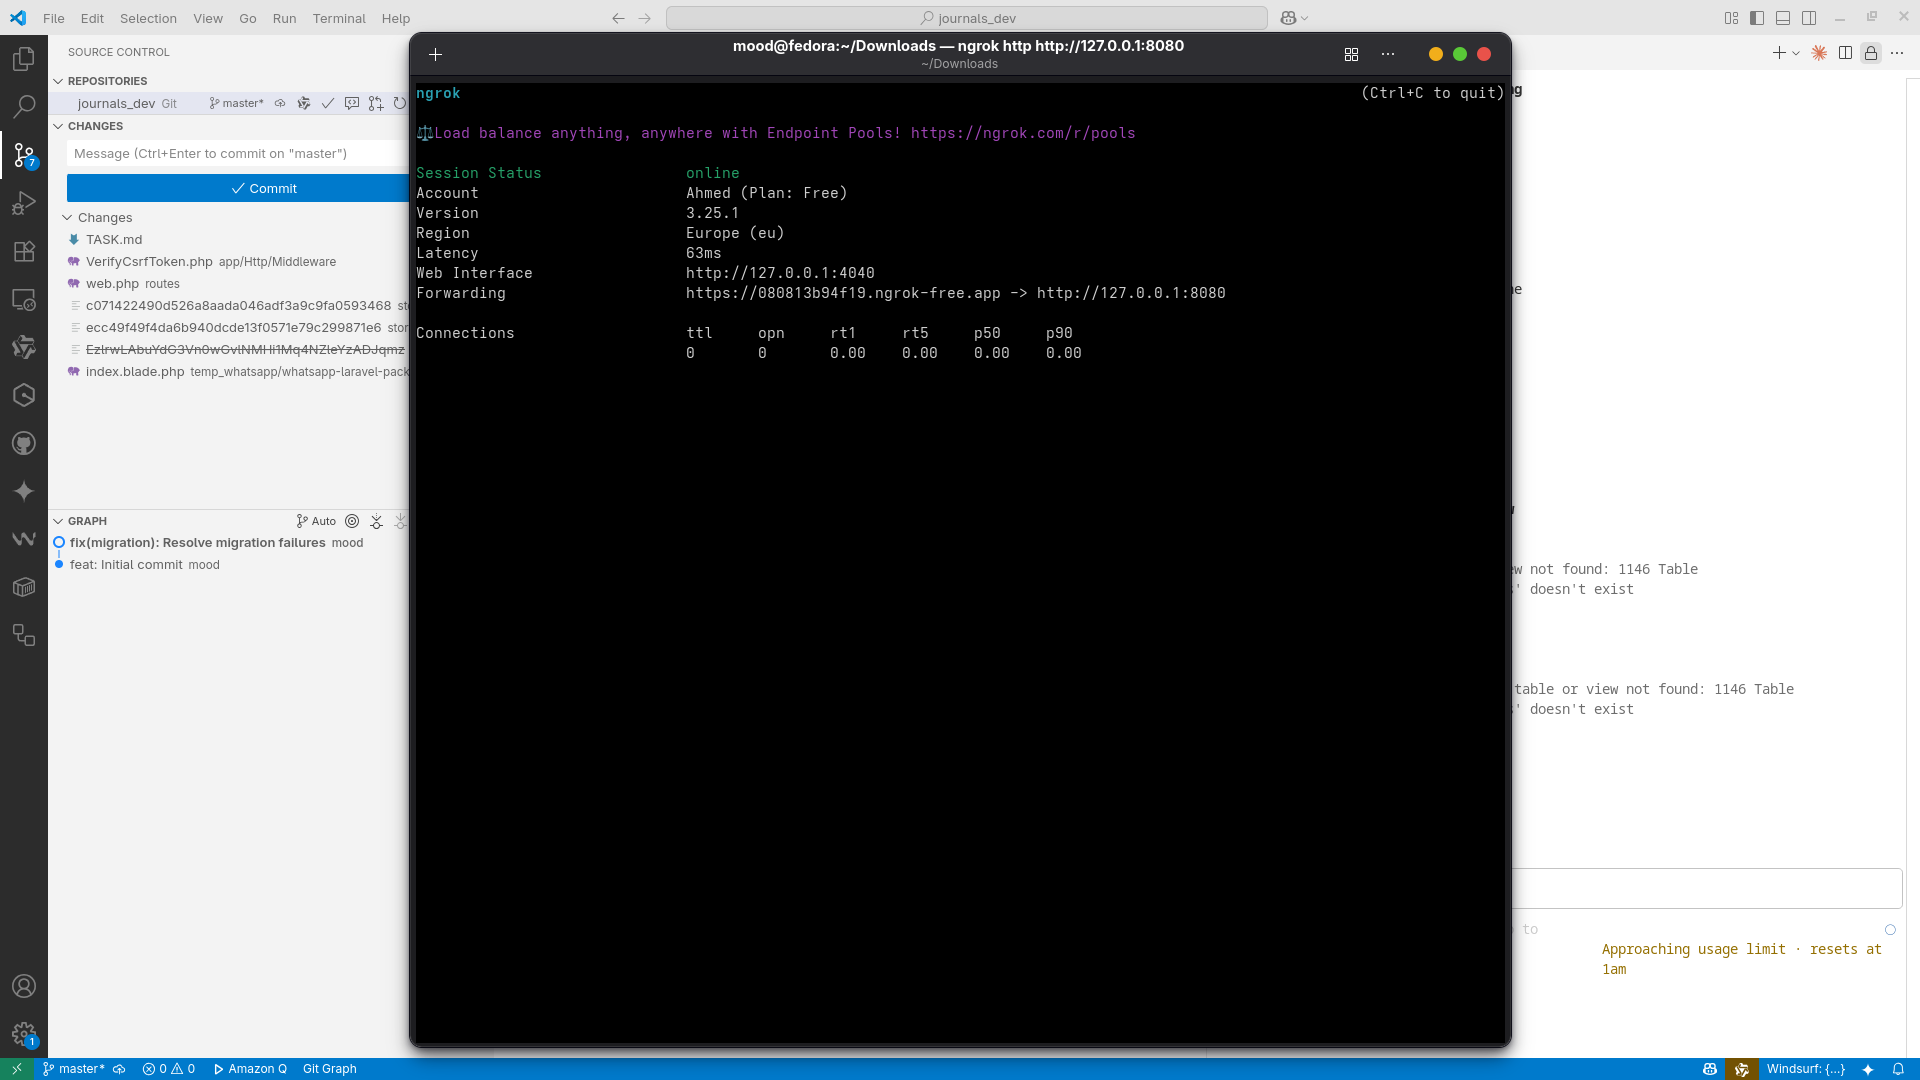 File Edit Selection View Go Run Terminal Help
journals_dev
SOURCE CONTROL
REPOSITORIES
journals_dev Git master*
CHANGES
Message (Ctrl+Enter to commit on "master")
Commit
Changes
TASK.md
VerifyCsrfToken.php app/Http/Middleware
web.php routes
c071422490d526a8aada046adf3a9c9fa0593468
ecc49f49f4da6b940dcde13f0571e79c299871e6
index.blade.php temp_whatsapp/whatsapp-laravel-pack
7
GRAPH
Auto
fix(migration): Resolve migration failures mood
feat: Initial commit mood
1
mood@fedora:~/Downloads — ngrok http http://127.0.0.1:8080
~/Downloads
ngrok (Ctrl+C to quit)
Load balance anything, anywhere with Endpoint Pools! https://ngrok.com/r/pools
Session Status online
Account Ahmed (Plan: Free)
Version 3.25.1
Region Europe (eu)
Latency 63ms
Web Interface http://127.0.0.1:4040
Forwarding https://080813b94f19.ngrok-free.app -> http://127.0.0.1:8080
Connections ttl opn rt1 rt5 p50 p90
0 0 0.00 0.00 0.00 0.00
not found: 1146 Table
doesn't exist
table or view not found: 1146 Table
doesn't exist
to
Approaching usage limit · resets at
1am
master* 0 0 Amazon Q Git Graph
Windsurf: {...}